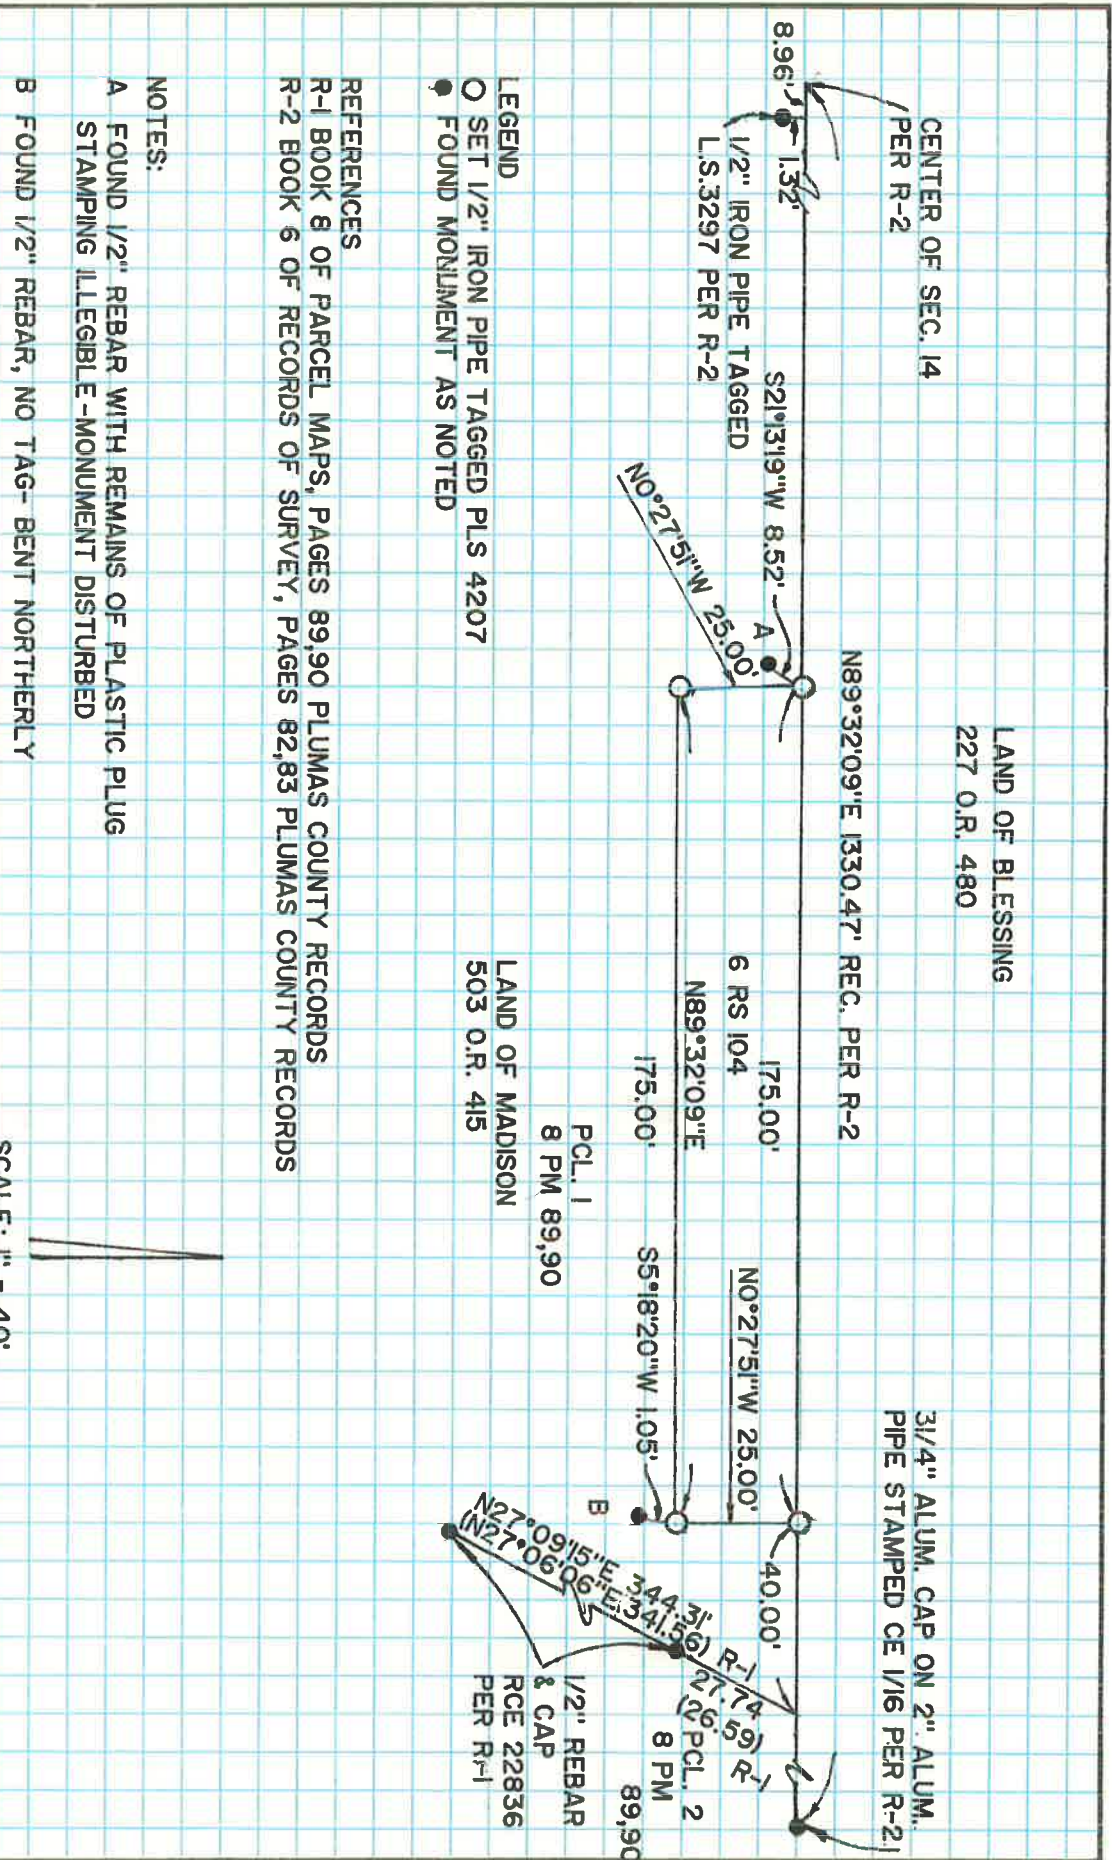 LAND OF BLESSING
227 O.R. 480
CENTER OF SEC. 14
PER R-2
3 1/4" ALUM. CAP ON 2" ALUM.
PIPE STAMPED CE 1/16 PER R-2
N89°32'09"E 1330.47' REC. PER R-2
8.96'
1.32'
1/2" IRON PIPE TAGGED
L.S.3297 PER R-2
S21°13'19"W 8.52'
A
N0°27'51"W 25.00'
175.00'
6 RS 104
N89°32'09"E
175.00'
N0°27'51"W 25.00'
40.00'
S5°18'20"W 1.05'
B
N27°09'15"E 344.31'
(N27°06'06"E 341.56) R-1
27.74
(26.59) R-1
PCL. 2
8 PM
89,90
1/2" REBAR
& CAP
RCE 22836
PER R-1
PCL. 1
8 PM 89,90
LAND OF MADISON
503 O.R. 415
LEGEND
O SET 1/2" IRON PIPE TAGGED PLS 4207
● FOUND MONUMENT AS NOTED
REFERENCES
R-1 BOOK 8 OF PARCEL MAPS, PAGES 89,90 PLUMAS COUNTY RECORDS
R-2 BOOK 6 OF RECORDS OF SURVEY, PAGES 82,83 PLUMAS COUNTY RECORDS
NOTES:
A FOUND 1/2" REBAR WITH REMAINS OF PLASTIC PLUG
STAMPING ILLEGIBLE-MONUMENT DISTURBED
B FOUND 1/2" REBAR, NO TAG- BENT NORTHERLY
SCALE: 1" = 40'